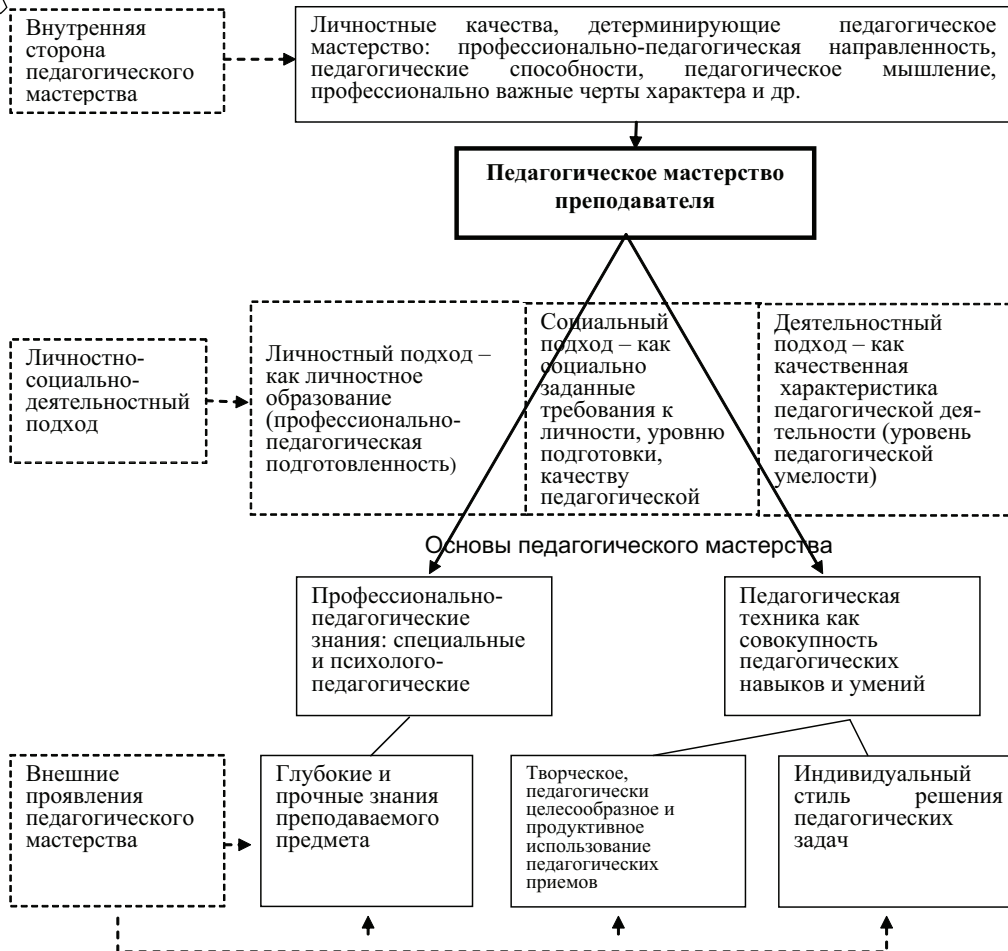 Внутренняя
сторона
педагогического
мастерства
Личностные качества, детерминирующие педагогическое
мастерство: профессионально-педагогическая направленность,
педагогические способности, педагогическое мышление,
профессионально важные черты характера и др.
Педагогическое мастерство
преподавателя
Личностно-
социально-
деятельностный
подход
Личностный подход –
как личностное
образование
(профессионально-
педагогическая
подготовленность)
Социальный
подход – как
социально
заданные
требования к
личности, уровню
подготовки,
качеству
педагогической
Деятельностный
подход – как
качественная
характеристика
педагогической дея-
тельности (уровень
педагогической
умелости)
Основы педагогического мастерства
Профессионально-
педагогические
знания: специальные
и психолого-
педагогические
Педагогическая
техника как
совокупность
педагогических
навыков и умений
Внешние
проявления
педагогического
мастерства
Глубокие и
прочные знания
преподаваемого
предмета
Творческое,
педагогически
целесообразное и
продуктивное
использование
педагогических
приемов
Индивидуальный
стиль решения
педагогических
задач